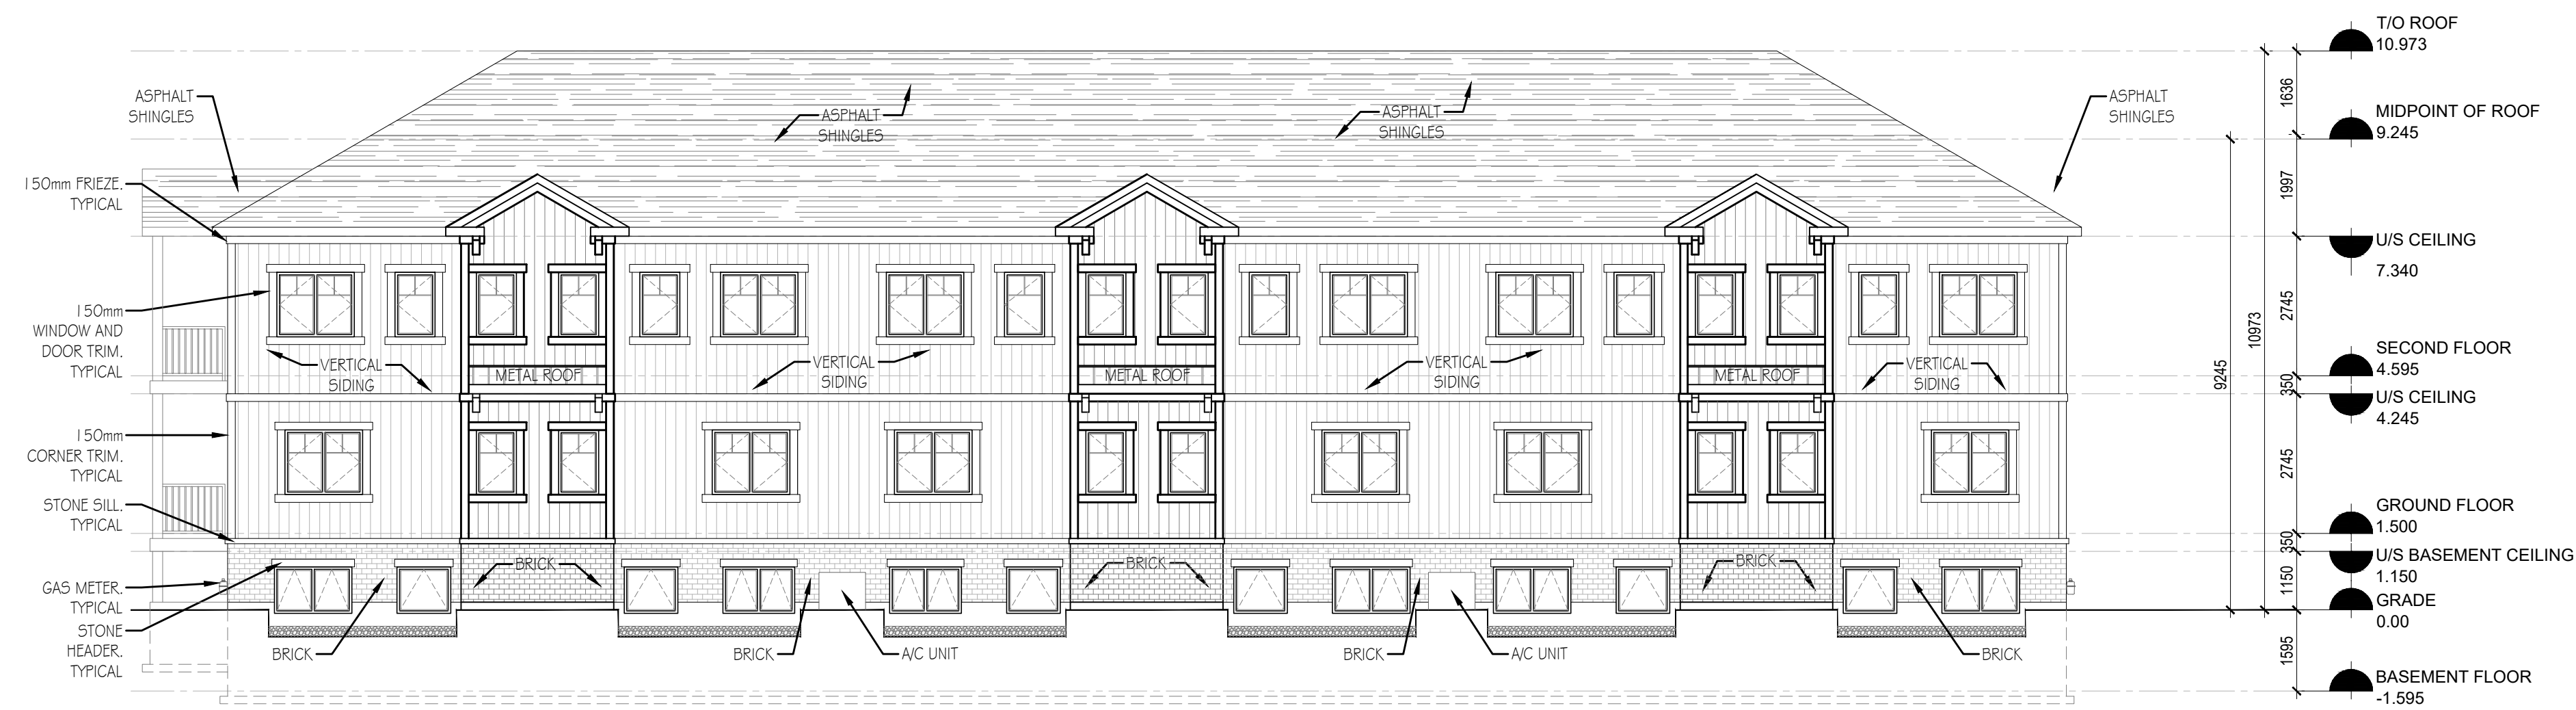 T/O ROOF
10.973
ASPHALT
SHINGLES
ASPHALT
SHINGLES
ASPHALT
SHINGLES
ASPHALT
SHINGLES
1636
MIDPOINT OF ROOF
9.245
150mm FRIEZE.
TYPICAL
1997
U/S CEILING
7.340
150mm
WINDOW AND
DOOR TRIM.
TYPICAL
VERTICAL
SIDING
METAL ROOF
VERTICAL
SIDING
METAL ROOF
VERTICAL
SIDING
METAL ROOF
VERTICAL
SIDING
9245
10973
2745
SECOND FLOOR
4.595
350
U/S CEILING
4.245
150mm
CORNER TRIM.
TYPICAL
2745
STONE SILL.
TYPICAL
GROUND FLOOR
1.500
350
U/S BASEMENT CEILING
1.150
BRICK
BRICK
BRICK
GAS METER.
TYPICAL
1150
GRADE
0.00
STONE
HEADER.
TYPICAL
BRICK
BRICK
A/C UNIT
BRICK
A/C UNIT
BRICK
1595
BASEMENT FLOOR
-1.595